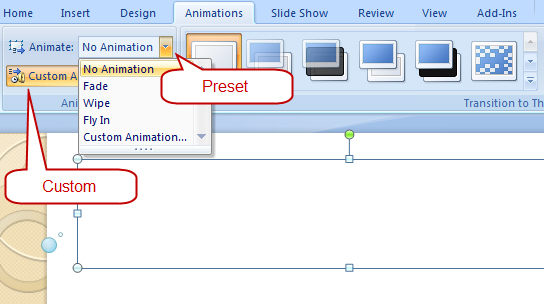 Home Insert Design Animations Slide Show Review View Add-Ins
Animate: No Animation
Custom A
No Animation
Fade
Wipe
Fly In
Custom Animation...
Preset
Transition to Th
Custom